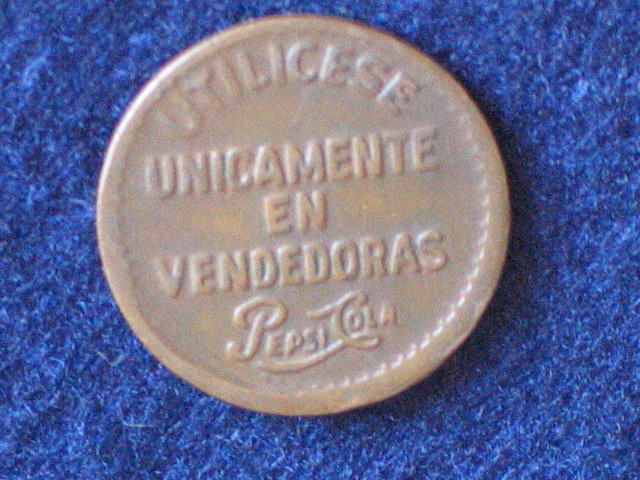 UTILICESE
UNICAMENTE
EN
VENDEDORAS
PEPSI COLA